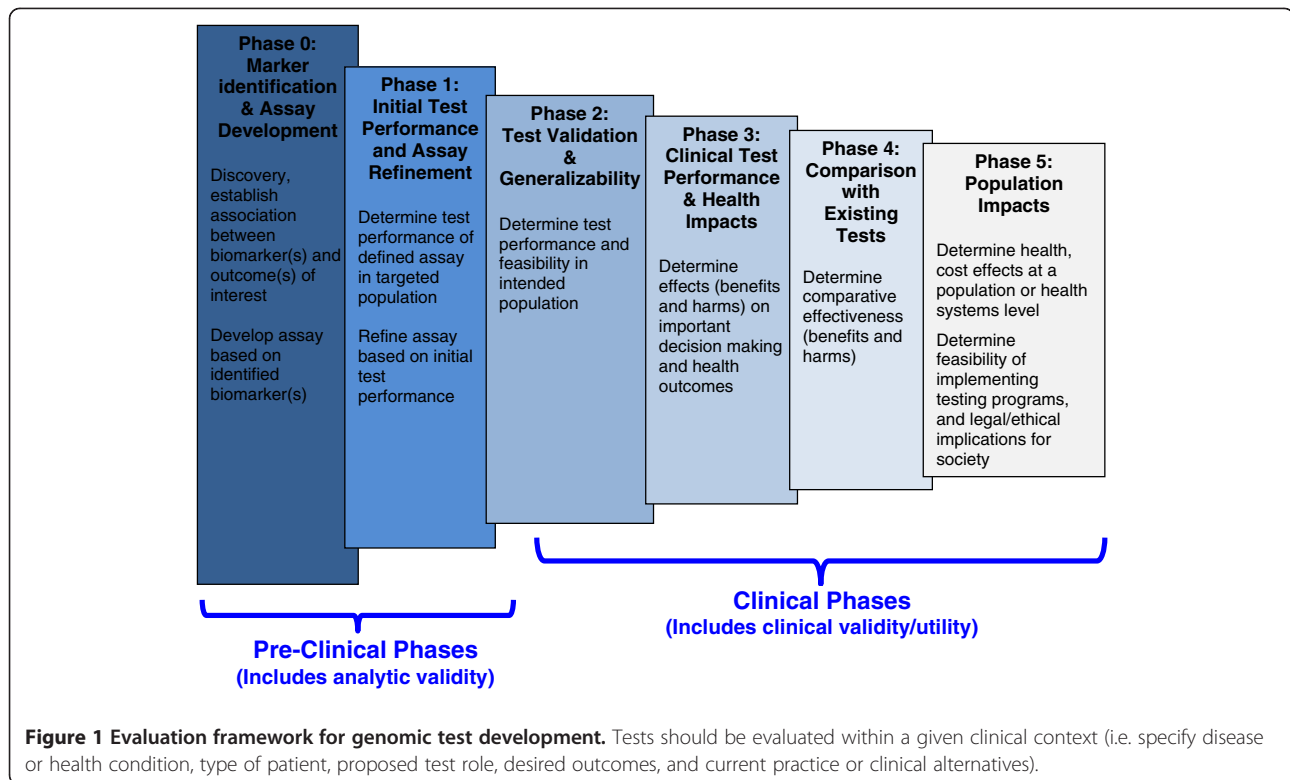 Phase 0:
Marker
identification
& Assay
Development
Discovery,
establish
association
between
biomarker(s) and
outcome(s) of
interest
Develop assay
based on
identified
biomarker(s)
Phase 1:
Initial Test
Performance
and Assay
Refinement
Determine test
performance of
defined assay
in targeted
population
Refine assay
based on initial
test
performance
Phase 2:
Test Validation
&
Generalizability
Determine test
performance and
feasibility in
intended
population
Phase 3:
Clinical Test
Performance
& Health
Impacts
Determine
effects (benefits
and harms) on
important
decision making
and health
outcomes
Phase 4:
Comparison
with
Existing
Tests
Determine
comparative
effectiveness
(benefits and
harms)
Phase 5:
Population
Impacts
Determine health,
cost effects at a
population or health
systems level
Determine
feasibility of
implementing
testing programs,
and legal/ethical
implications for
society
Pre-Clinical Phases
(Includes analytic validity)
Clinical Phases
(Includes clinical validity/utility)
Figure 1 Evaluation framework for genomic test development. Tests should be evaluated within a given clinical context (i.e. specify disease
or health condition, type of patient, proposed test role, desired outcomes, and current practice or clinical alternatives).